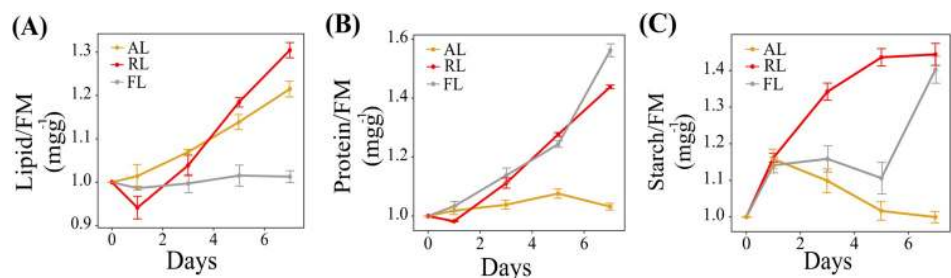 (A)
AL
RL
FL
Lipid/FM
(mgg⁻¹)
1.3
1.2
1.1
1.0
0.9
0
2
4
6
Days
(B)
AL
RL
FL
Protein/FM
(mgg⁻¹)
1.6
1.4
1.2
1.0
0
2
4
6
Days
(C)
AL
RL
FL
Starch/FM
(mgg⁻¹)
1.4
1.3
1.2
1.1
1.0
0
2
4
6
Days